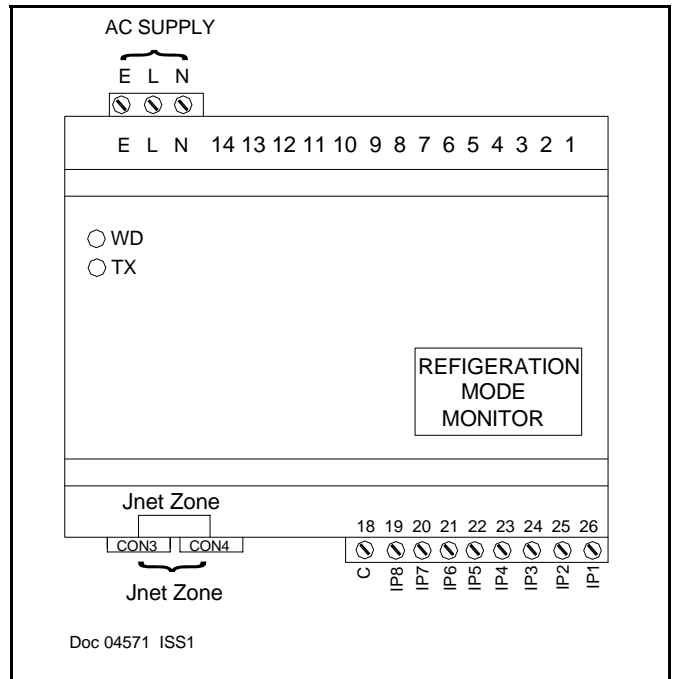 AC SUPPLY
E L N
E L N 14 13 12 11 10 9 8 7 6 5 4 3 2 1
WD
TX
REFIGERATION
MODE
MONITOR
Jnet Zone
18 19 20 21 22 23 24 25 26
CON3 CON4
C IP8 IP7 IP6 IP5 IP4 IP3 IP2 IP1
Jnet Zone
Doc 04571 ISS1